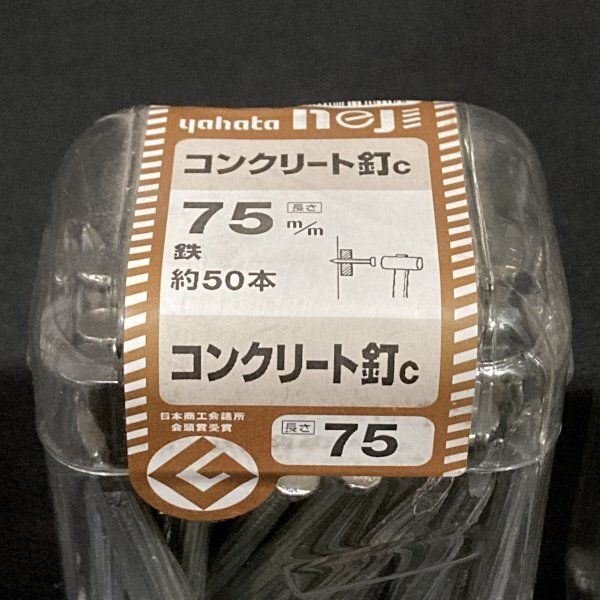 yahata nej
コンクリート釘c
75 長さ m/m
鉄
約50本
コンクリート釘c
日本商工会議所
会頭賞受賞
長さ 75